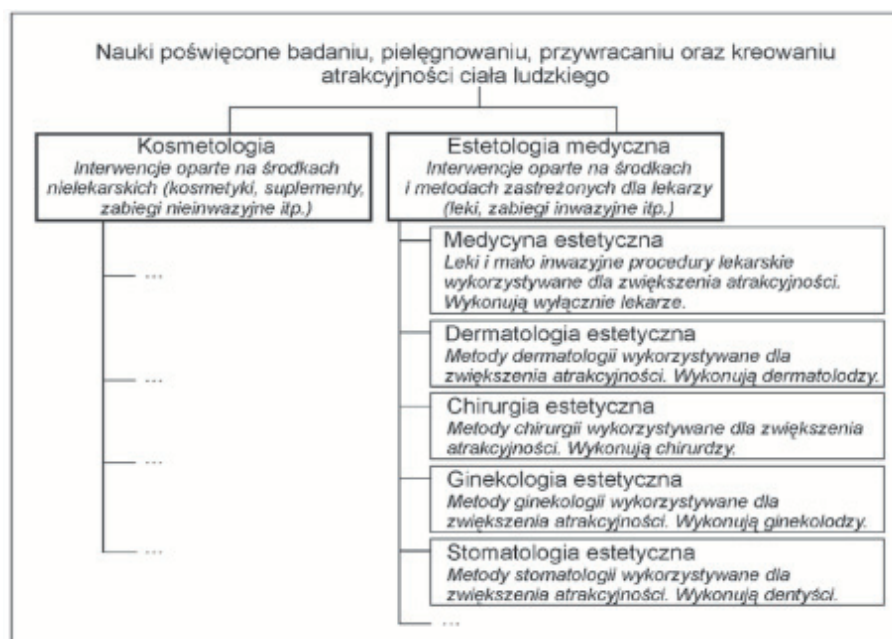 Nauki poświęcone badaniu, pielęgnowaniu, przywracaniu oraz kreowaniu
atrakcyjności ciała ludzkiego
Kosmetologia
Interwencje oparte na środkach
nielekarskich (kosmetyki, suplementy,
zabiegi nieinwazyjne itp.)
...
...
...
...
Estetologia medyczna
Interwencje oparte na środkach
i metodach zastreżonych dla lekarzy
(leki, zabiegi inwazyjne itp.)
Medycyna estetyczna
Leki i mało inwazyjne procedury lekarskie
wykorzystywane dla zwiększenia atrakcyjności.
Wykonują wyłącznie lekarze.
Dermatologia estetyczna
Metody dermatologii wykorzystywane dla
zwiększenia atrakcyjności. Wykonują dermatolodzy.
Chirurgia estetyczna
Metody chirurgii wykorzystywane dla zwiększenia
atrakcyjności. Wykonują chirurdzy.
Ginekologia estetyczna
Metody ginekologii wykorzystywane dla
zwiększenia atrakcyjności. Wykonują ginekolodzy.
Stomatologia estetyczna
Metody stomatologii wykorzystywane dla
zwiększenia atrakcyjności. Wykonują dentyści.
...